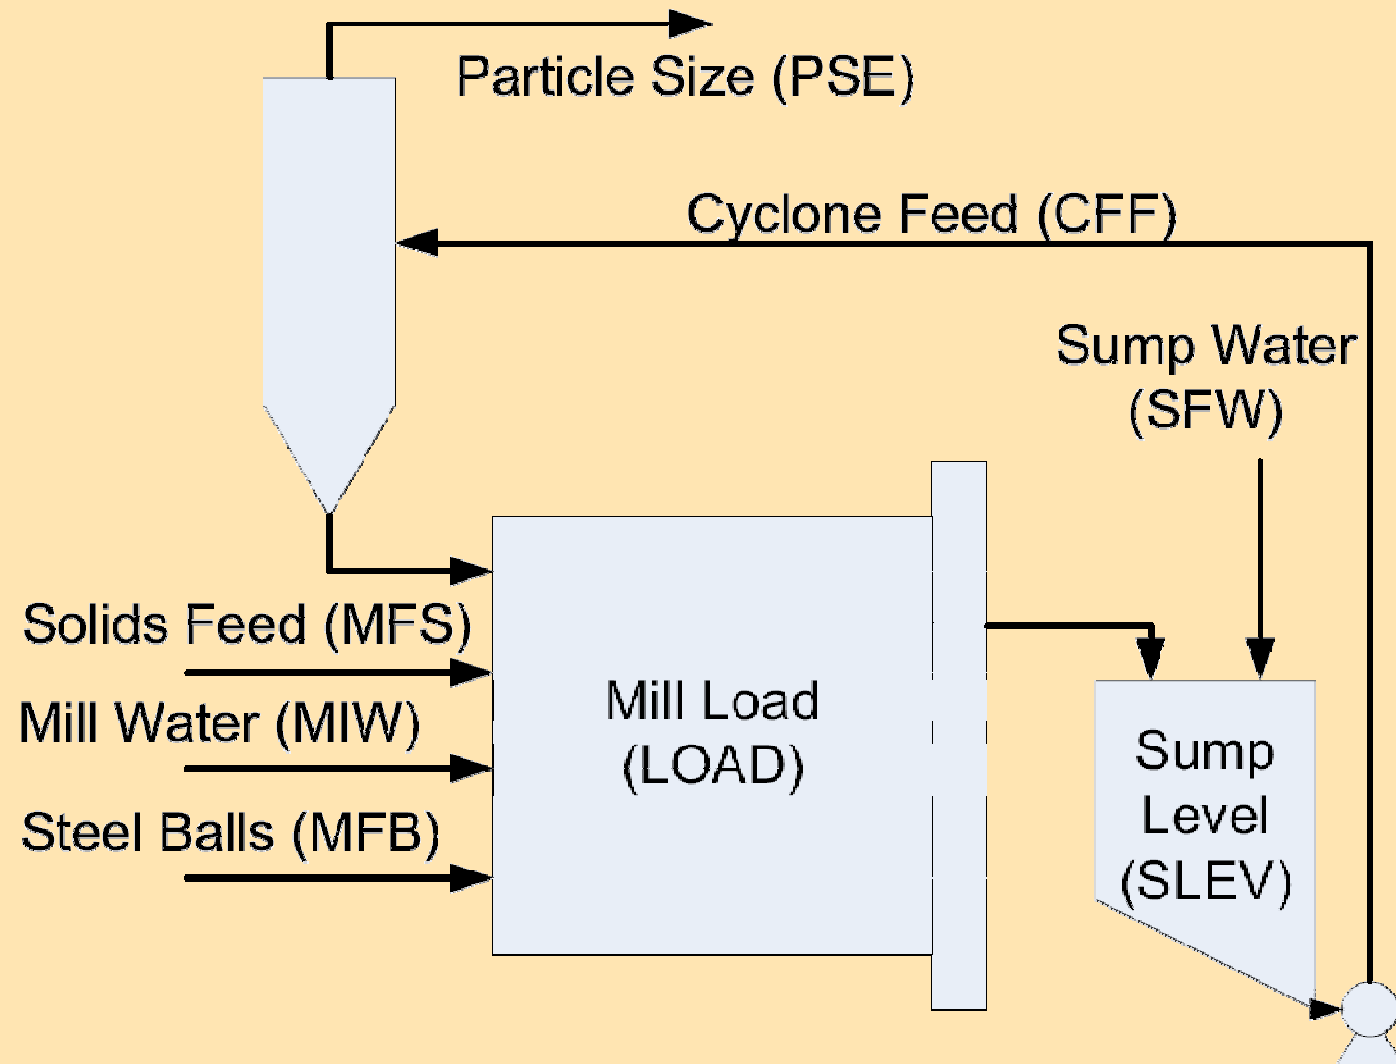 Particle Size (PSE)
Cyclone Feed (CFF)
Sump Water
(SFW)
Solids Feed (MFS)
Mill Water (MIW)
Steel Balls (MFB)
Mill Load
(LOAD)
Sump
Level
(SLEV)